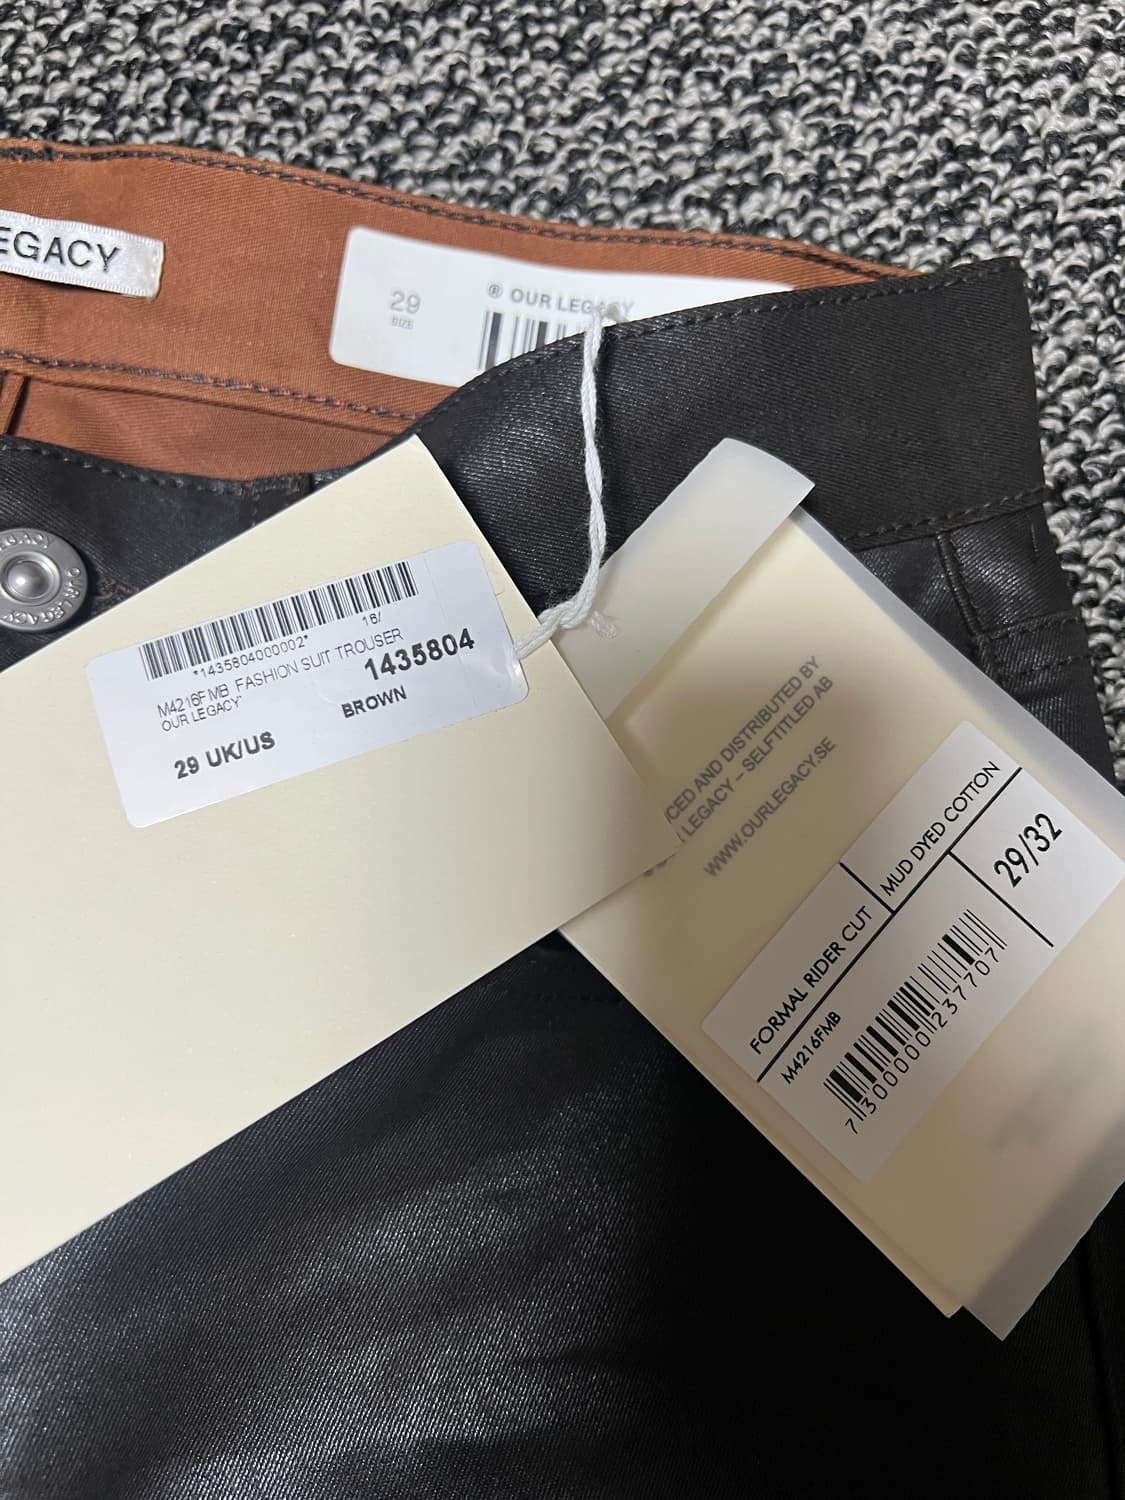 EGACY
29
SIZE
® OUR LEGACY
LEGACY
OUR LEGACY
16/
*1435804000002*
M4216FMB FASHION SUIT TROUSER
OUR LEGACY
1435804
BROWN
29 UK/US
CED AND DISTRIBUTED BY
LEGACY – SELFTITLED AB
WWW.OURLEGACY.SE
FORMAL RIDER CUT
MUD DYED COTTON
M4216FMB
29/32
73000001237707